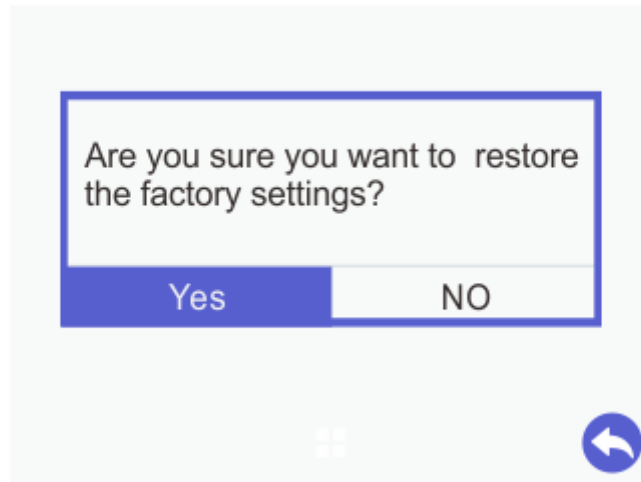 Are you sure you want to  restore
the factory settings?
Yes
NO